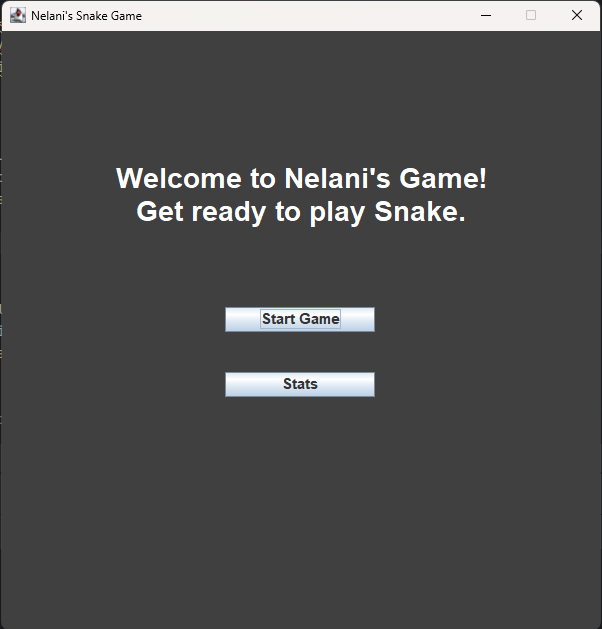 Nelani's Snake Game
Welcome to Nelani's Game!
Get ready to play Snake.
Start Game
Stats